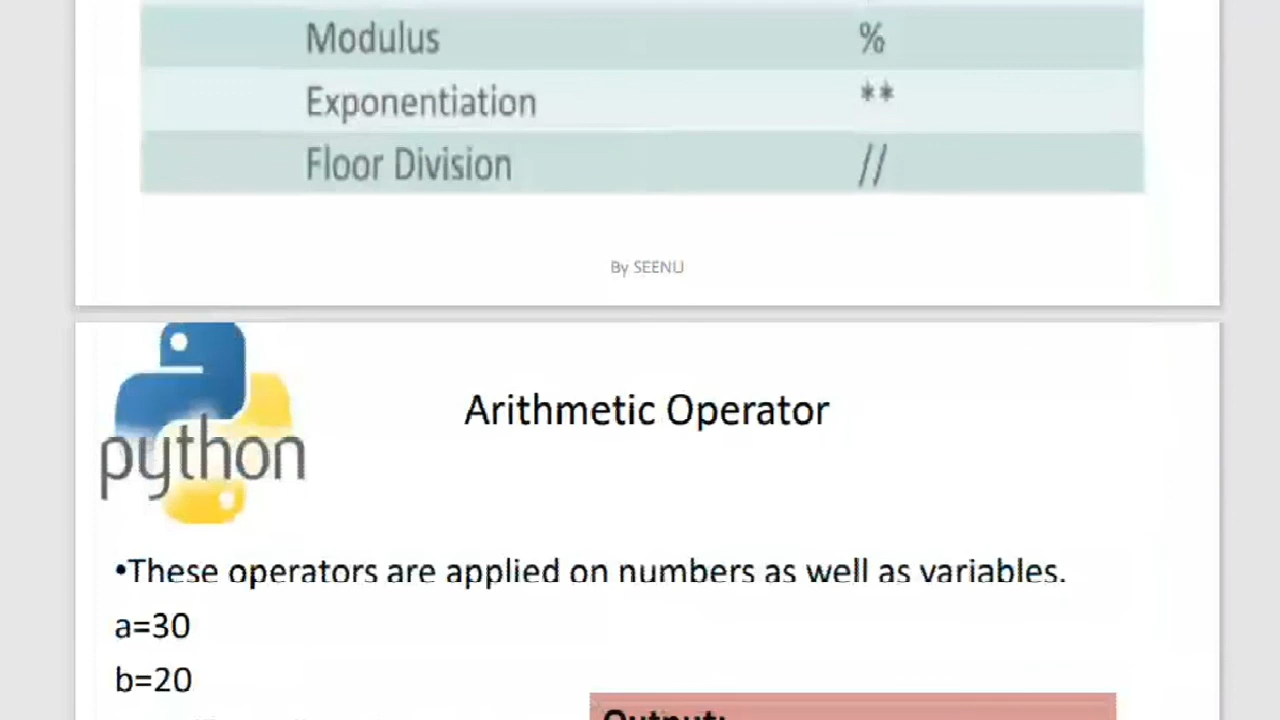 Modulus %
Exponentiation **
Floor Division //
By SEENU
python
Arithmetic Operator
•These operators are applied on numbers as well as variables.
a=30
b=20
Output: